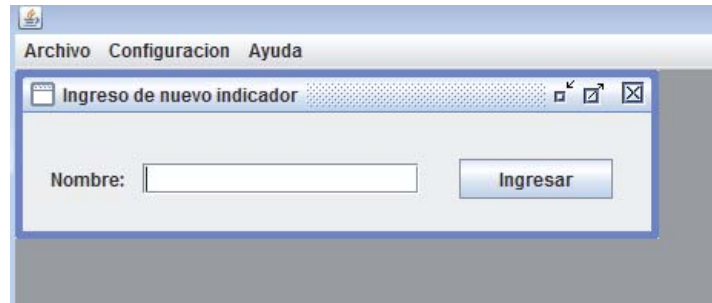 Archivo Configuracion Ayuda
Ingreso de nuevo indicador
Nombre: Ingresar